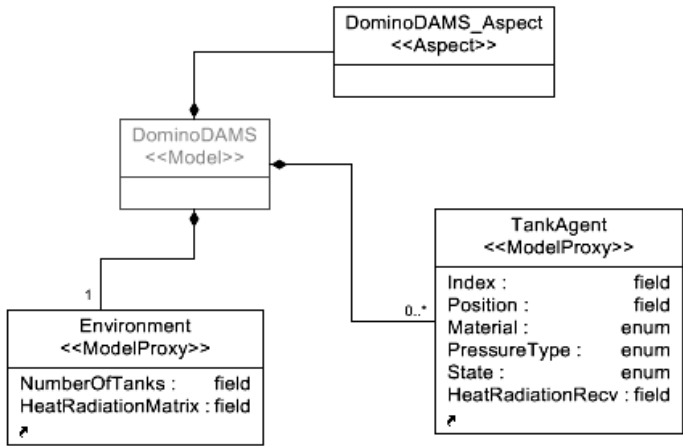 DominoDAMS_Aspect
<<Aspect>>
DominoDAMS
<<Model>>
TankAgent
<<ModelProxy>>
Index : field
Position : field
Material : enum
PressureType : enum
State : enum
HeatRadiationRecv : field
0..*
1
Environment
<<ModelProxy>>
NumberOfTanks : field
HeatRadiationMatrix : field